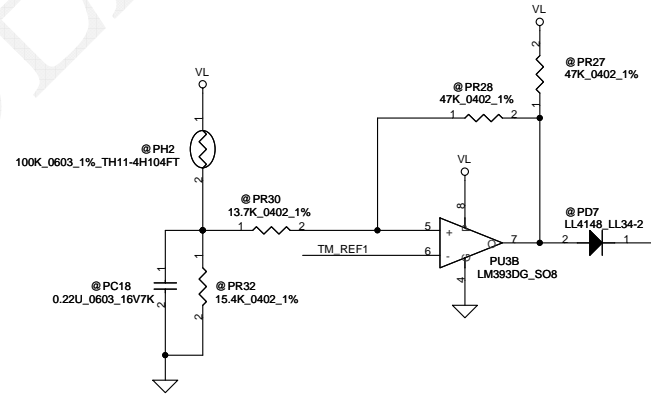 VL
2
@PR27
47K_0402_1%
1
@PR28
47K_0402_1%
1 2
VL
1
@PH2
100K_0603_1%_TH11-4H104FT
2
VL
@PR30
13.7K_0402_1%
1 2
8
5 +
6 -
TM_REF1
O 7
P
G
4
PU3B
LM393DG_SO8
@PD7
LL4148_LL34-2
2 1
1
@PC18
0.22U_0603_16V7K
2
1
@PR32
15.4K_0402_1%
2